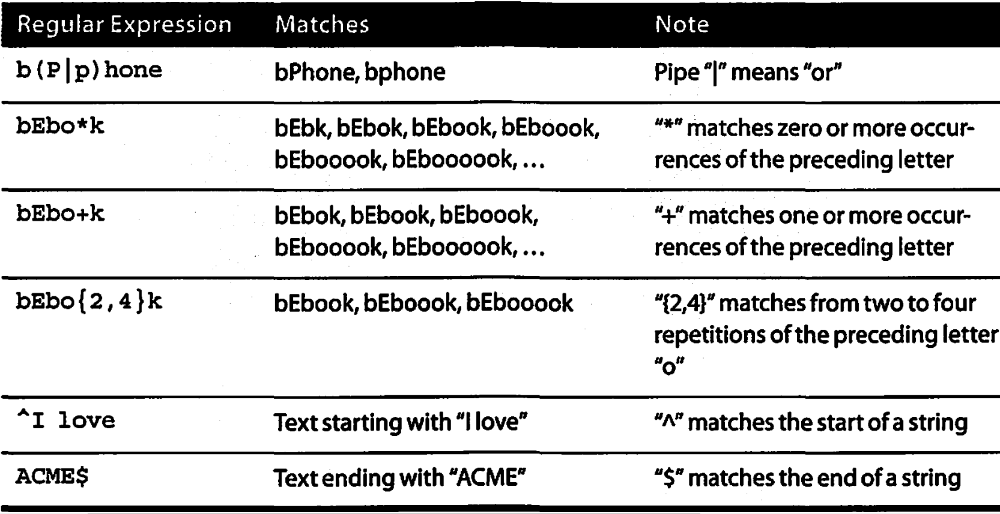 Regular Expression Matches Note
b(P|p)hone bPhone, bphone Pipe "|" means "or"
bEbo*k bEbk, bEbok, bEbook, bEboook, "*" matches zero or more occur-
bEbooook, bEboooook, ... rences of the preceding letter
bEbo+k bEbok, bEbook, bEboook, "+" matches one or more occur-
bEbooook, bEboooook, ... rences of the preceding letter
bEbo{2,4}k bEbook, bEboook, bEbooook "{2,4}" matches from two to four
repetitions of the preceding letter
"o"
^I love Text starting with "I love" "^" matches the start of a string
ACME$ Text ending with "ACME" "$" matches the end of a string